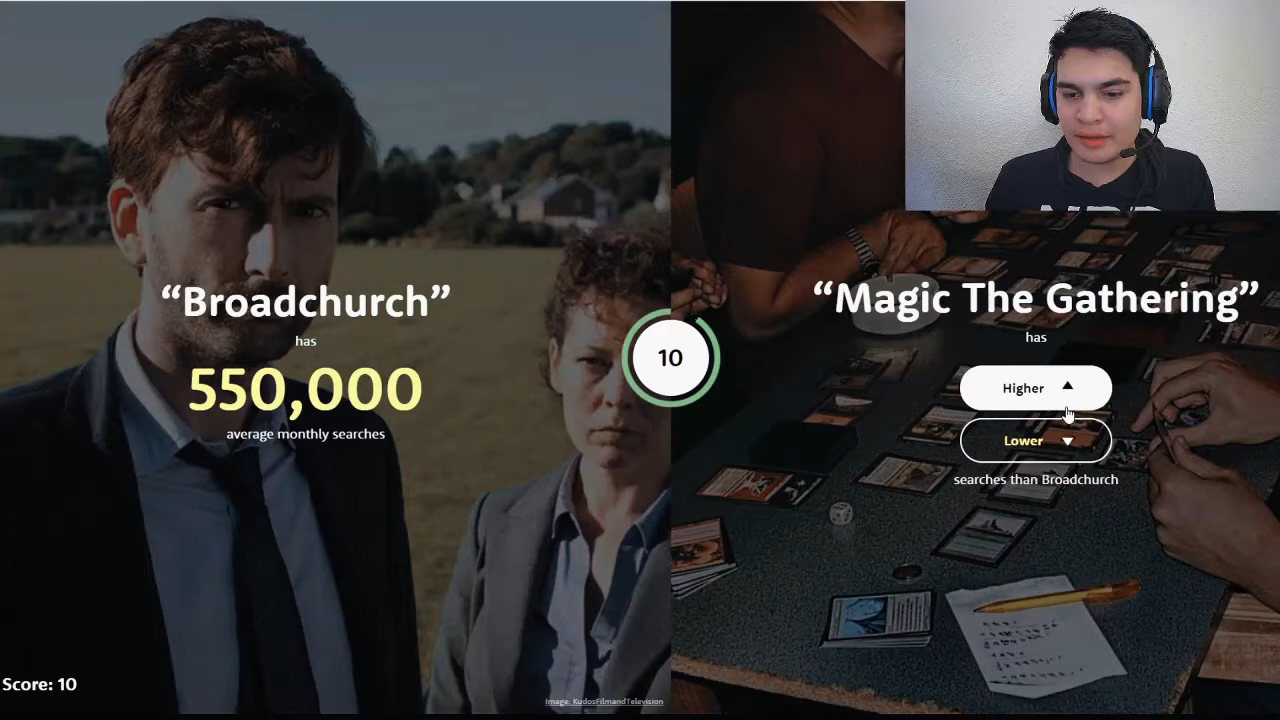 “Broadchurch”
has
550,000
average monthly searches
10
“Magic The Gathering”
has
Higher
Lower
searches than Broadchurch
Score: 10
Image: KudosFilmandTelevision